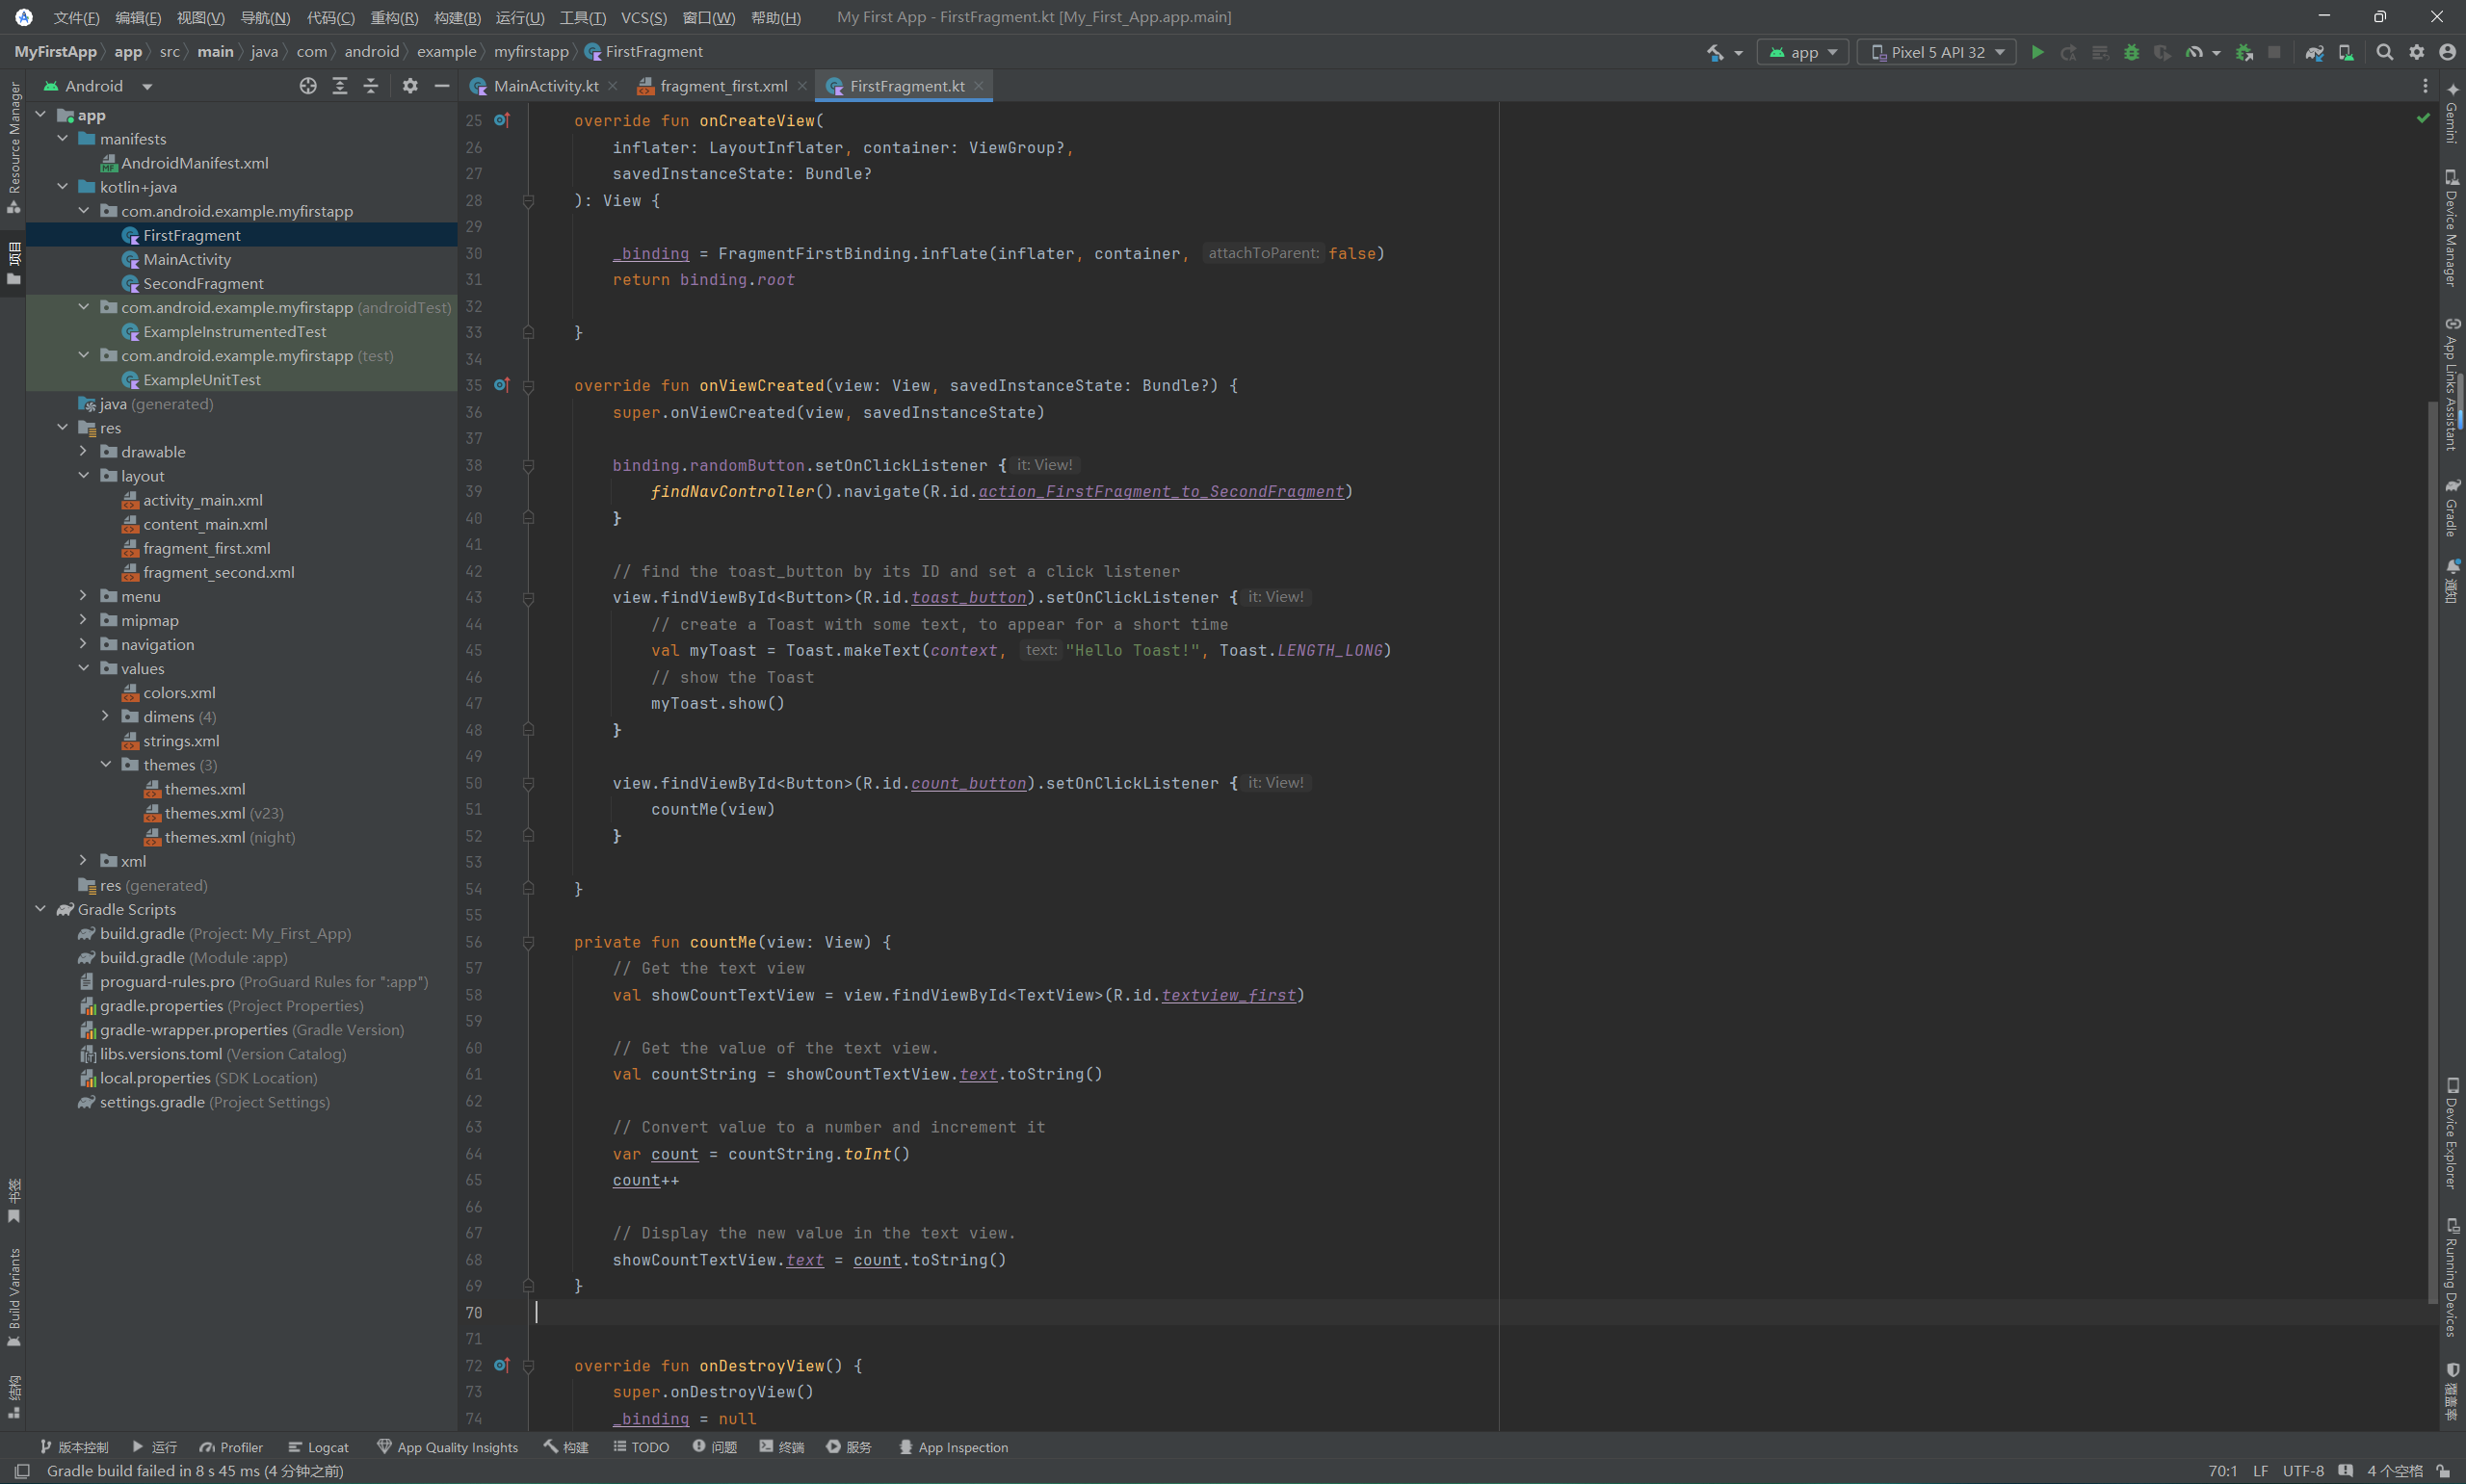 文件(F) 编辑(E) 视图(V) 导航(N) 代码(C) 重构(R) 构建(B) 运行(U) 工具(T) VCS(S) 窗口(W) 帮助(H) My First App - FirstFragment.kt [My_First_App.app.main]
MyFirstApp app src main java com android example myfirstapp FirstFragment app Pixel 5 API 32
Android
MainActivity.kt fragment_first.xml FirstFragment.kt
Resource Manager
项目
书签
Build Variants
结构
app
manifests
AndroidManifest.xml
kotlin+java
com.android.example.myfirstapp
FirstFragment
MainActivity
SecondFragment
com.android.example.myfirstapp (androidTest)
ExampleInstrumentedTest
com.android.example.myfirstapp (test)
ExampleUnitTest
java (generated)
res
drawable
layout
activity_main.xml
content_main.xml
fragment_first.xml
fragment_second.xml
menu
mipmap
navigation
values
colors.xml
dimens (4)
strings.xml
themes (3)
themes.xml
themes.xml (v23)
themes.xml (night)
xml
res (generated)
Gradle Scripts
build.gradle (Project: My_First_App)
build.gradle (Module :app)
proguard-rules.pro (ProGuard Rules for ":app")
gradle.properties (Project Properties)
gradle-wrapper.properties (Gradle Version)
libs.versions.toml (Version Catalog)
local.properties (SDK Location)
settings.gradle (Project Settings)
25 override fun onCreateView(
26 inflater: LayoutInflater, container: ViewGroup?,
27 savedInstanceState: Bundle?
28 ): View {
29
30 _binding = FragmentFirstBinding.inflate(inflater, container, attachToParent: false)
31 return binding.root
32
33 }
34
35 override fun onViewCreated(view: View, savedInstanceState: Bundle?) {
36 super.onViewCreated(view, savedInstanceState)
37
38 binding.randomButton.setOnClickListener { it: View!
39 findNavController().navigate(R.id.action_FirstFragment_to_SecondFragment)
40 }
41
42 // find the toast_button by its ID and set a click listener
43 view.findViewById<Button>(R.id.toast_button).setOnClickListener { it: View!
44 // create a Toast with some text, to appear for a short time
45 val myToast = Toast.makeText(context, text: "Hello Toast!", Toast.LENGTH_LONG)
46 // show the Toast
47 myToast.show()
48 }
49
50 view.findViewById<Button>(R.id.count_button).setOnClickListener { it: View!
51 countMe(view)
52 }
53
54 }
55
56 private fun countMe(view: View) {
57 // Get the text view
58 val showCountTextView = view.findViewById<TextView>(R.id.textview_first)
59
60 // Get the value of the text view.
61 val countString = showCountTextView.text.toString()
62
63 // Convert value to a number and increment it
64 var count = countString.toInt()
65 count++
66
67 // Display the new value in the text view.
68 showCountTextView.text = count.toString()
69 }
70
71
72 override fun onDestroyView() {
73 super.onDestroyView()
74 _binding = null
Gemini
Device Manager
App Links Assistant
Gradle
通知
Device Explorer
Running Devices
覆盖率
版本控制 运行 Profiler Logcat App Quality Insights 构建 TODO 问题 终端 服务 App Inspection
Gradle build failed in 8 s 45 ms (4 分钟之前) 70:1 LF UTF-8 4 个空格